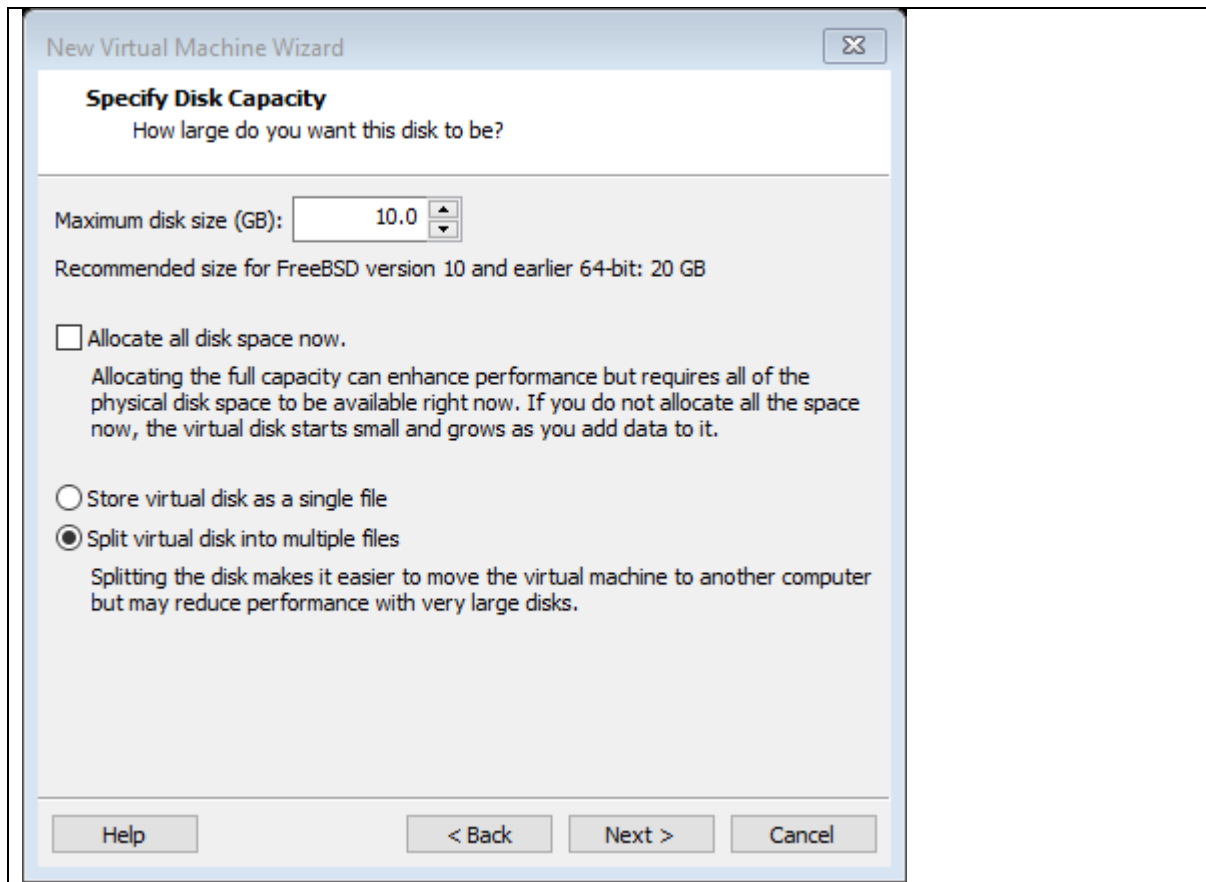 New Virtual Machine Wizard
Specify Disk Capacity
How large do you want this disk to be?
Maximum disk size (GB): 10.0
Recommended size for FreeBSD version 10 and earlier 64-bit: 20 GB
Allocate all disk space now.
Allocating the full capacity can enhance performance but requires all of the
physical disk space to be available right now. If you do not allocate all the space
now, the virtual disk starts small and grows as you add data to it.
Store virtual disk as a single file
Split virtual disk into multiple files
Splitting the disk makes it easier to move the virtual machine to another computer
but may reduce performance with very large disks.
Help < Back Next > Cancel